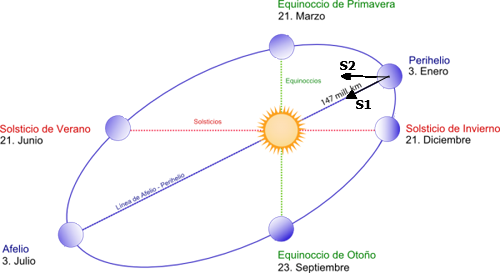 Equinoccio de Primavera
21. Marzo
S2
Perihelio
3. Enero
Equinoccios
147 mill. km
S1
Solsticio de Verano
21. Junio
Solsticios
Solsticio de Invierno
21. Diciembre
Línea de Afelio - Perihelio
Afelio
3. Julio
Equinoccio de Otoño
23. Septiembre